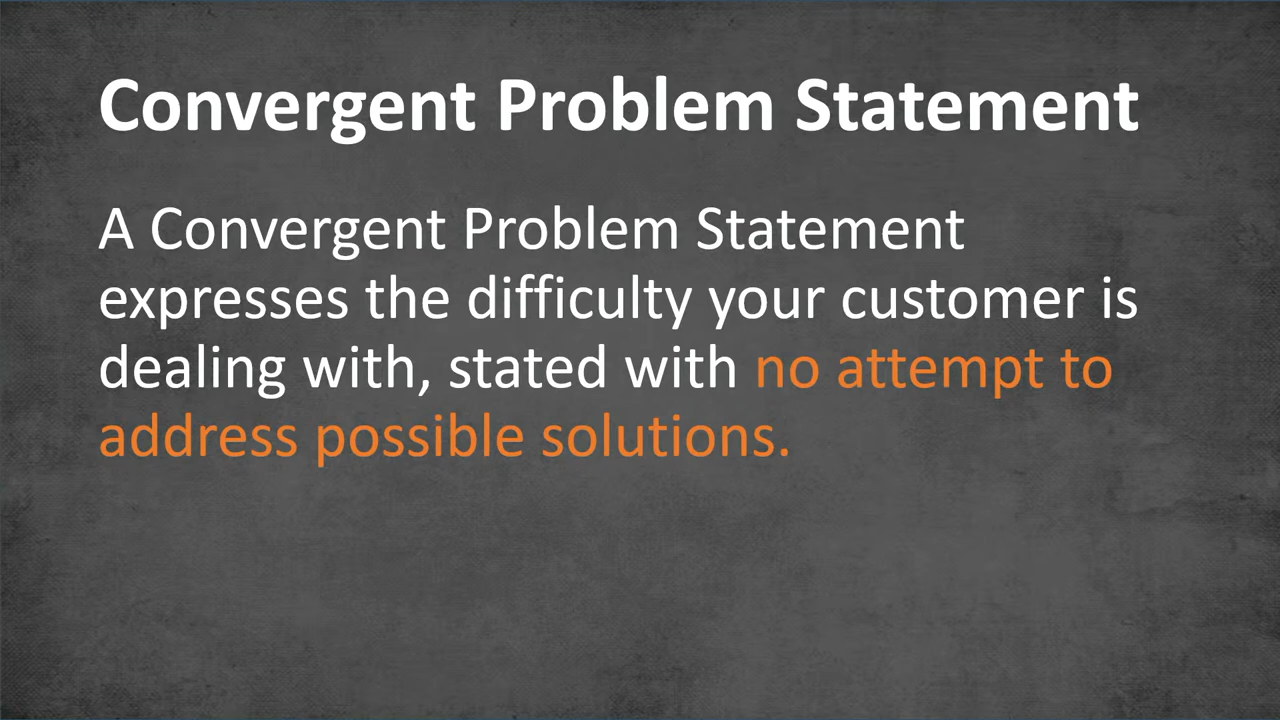 Convergent Problem Statement
A Convergent Problem Statement
expresses the difficulty your customer is
dealing with, stated with no attempt to
address possible solutions.